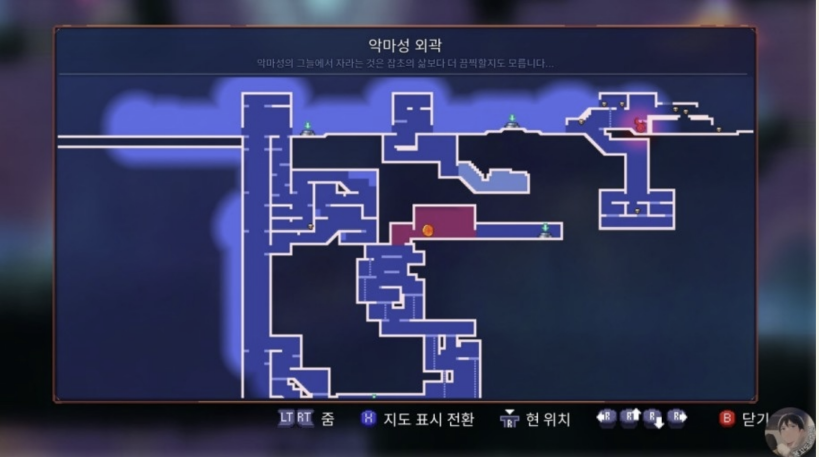 악마성 외곽
악마성의 그늘에서 자라는 것은 잡초의 삶보다 더 끔찍할지도 모릅니다...
LT RT 줌 X 지도 표시 전환 R 현 위치 R R R R B 닫기